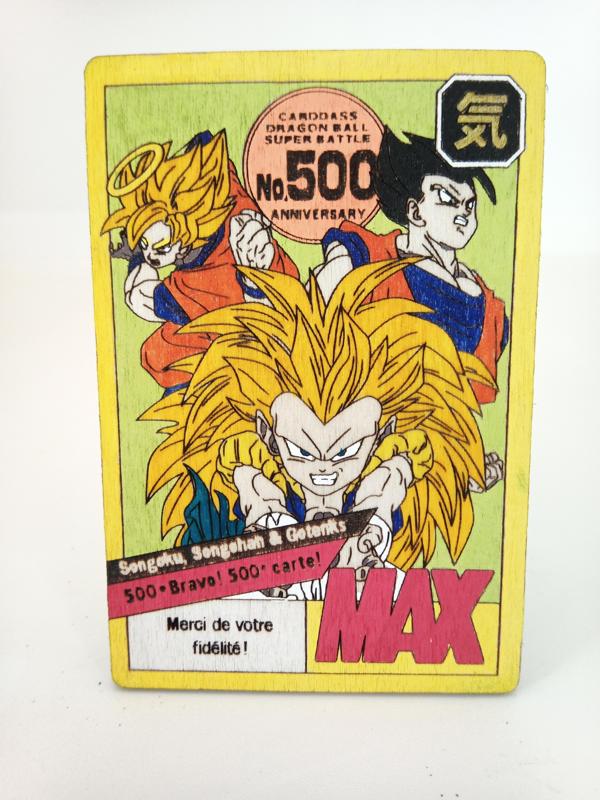 CARDDASS
DRAGON BALL
SUPER BATTLE
No.500
ANNIVERSARY
気
Songoku, Songohan & Gotenks
500•Bravo! 500ᵉ carte!
Merci de votre
fidélité!
MAX